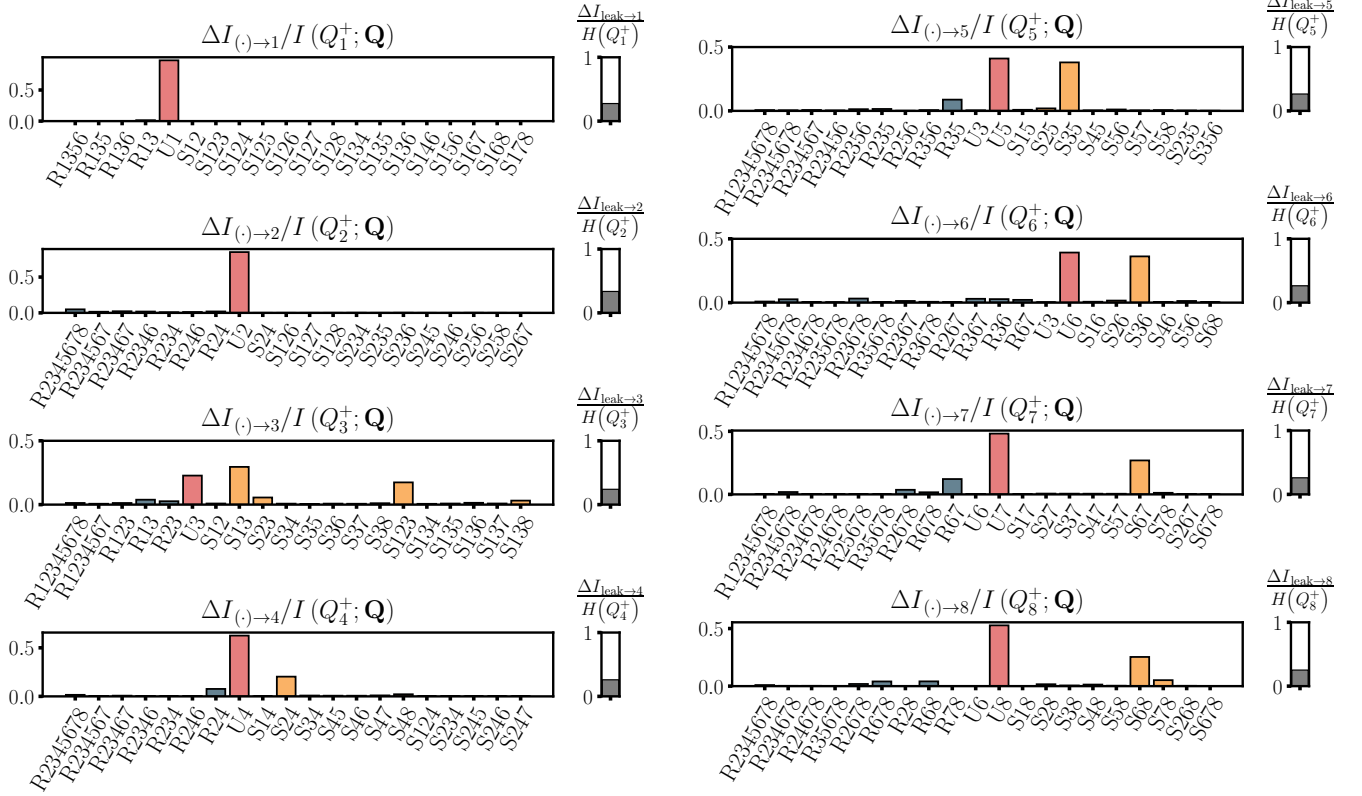 ΔI(·)→1/I (Q1+; Q)
ΔIleak→1
H(Q1+)
0.5
0.0
1
0
R1356 R135 R136 R13 U1 S12 S123 S124 S125 S126 S127 S128 S134 S135 S136 S146 S156 S167 S168 S178
ΔI(·)→2/I (Q2+; Q)
ΔIleak→2
H(Q2+)
0.5
0.0
1
0
R2345678 R234567 R23467 R2346 R234 R246 R24 U2 S24 S126 S127 S128 S234 S235 S236 S245 S246 S256 S258 S267
ΔI(·)→3/I (Q3+; Q)
ΔIleak→3
H(Q3+)
0.5
0.0
1
0
R12345678 R1234567 R123 R13 R23 U3 S12 S13 S23 S34 S35 S36 S37 S38 S123 S134 S135 S136 S137 S138
ΔI(·)→4/I (Q4+; Q)
ΔIleak→4
H(Q4+)
0.5
0.0
1
0
R2345678 R234567 R23467 R2346 R234 R246 R24 U4 S14 S24 S34 S45 S46 S47 S48 S124 S234 S245 S246 S247
ΔI(·)→5/I (Q5+; Q)
ΔIleak→5
H(Q5+)
0.5
0.0
1
0
R12345678 R2345678 R234567 R23456 R2356 R235 R256 R356 R35 U3 U5 S15 S25 S35 S45 S56 S57 S58 S235 S356
ΔI(·)→6/I (Q6+; Q)
ΔIleak→6
H(Q6+)
0.5
0.0
1
0
R12345678 R2345678 R234678 R235678 R23678 R35678 R2367 R3678 R267 R367 R36 R67 U3 U6 S16 S26 S36 S46 S56 S68
ΔI(·)→7/I (Q7+; Q)
ΔIleak→7
H(Q7+)
0.5
0.0
1
0
R12345678 R2345678 R234678 R24678 R25678 R35678 R2678 R678 R67 U6 U7 S17 S27 S37 S47 S57 S67 S78 S267 S678
ΔI(·)→8/I (Q8+; Q)
ΔIleak→8
H(Q8+)
0.5
0.0
1
0
R2345678 R234678 R24678 R35678 R2678 R678 R28 R68 R78 U6 U8 S18 S28 S38 S48 S58 S68 S78 S268 S678